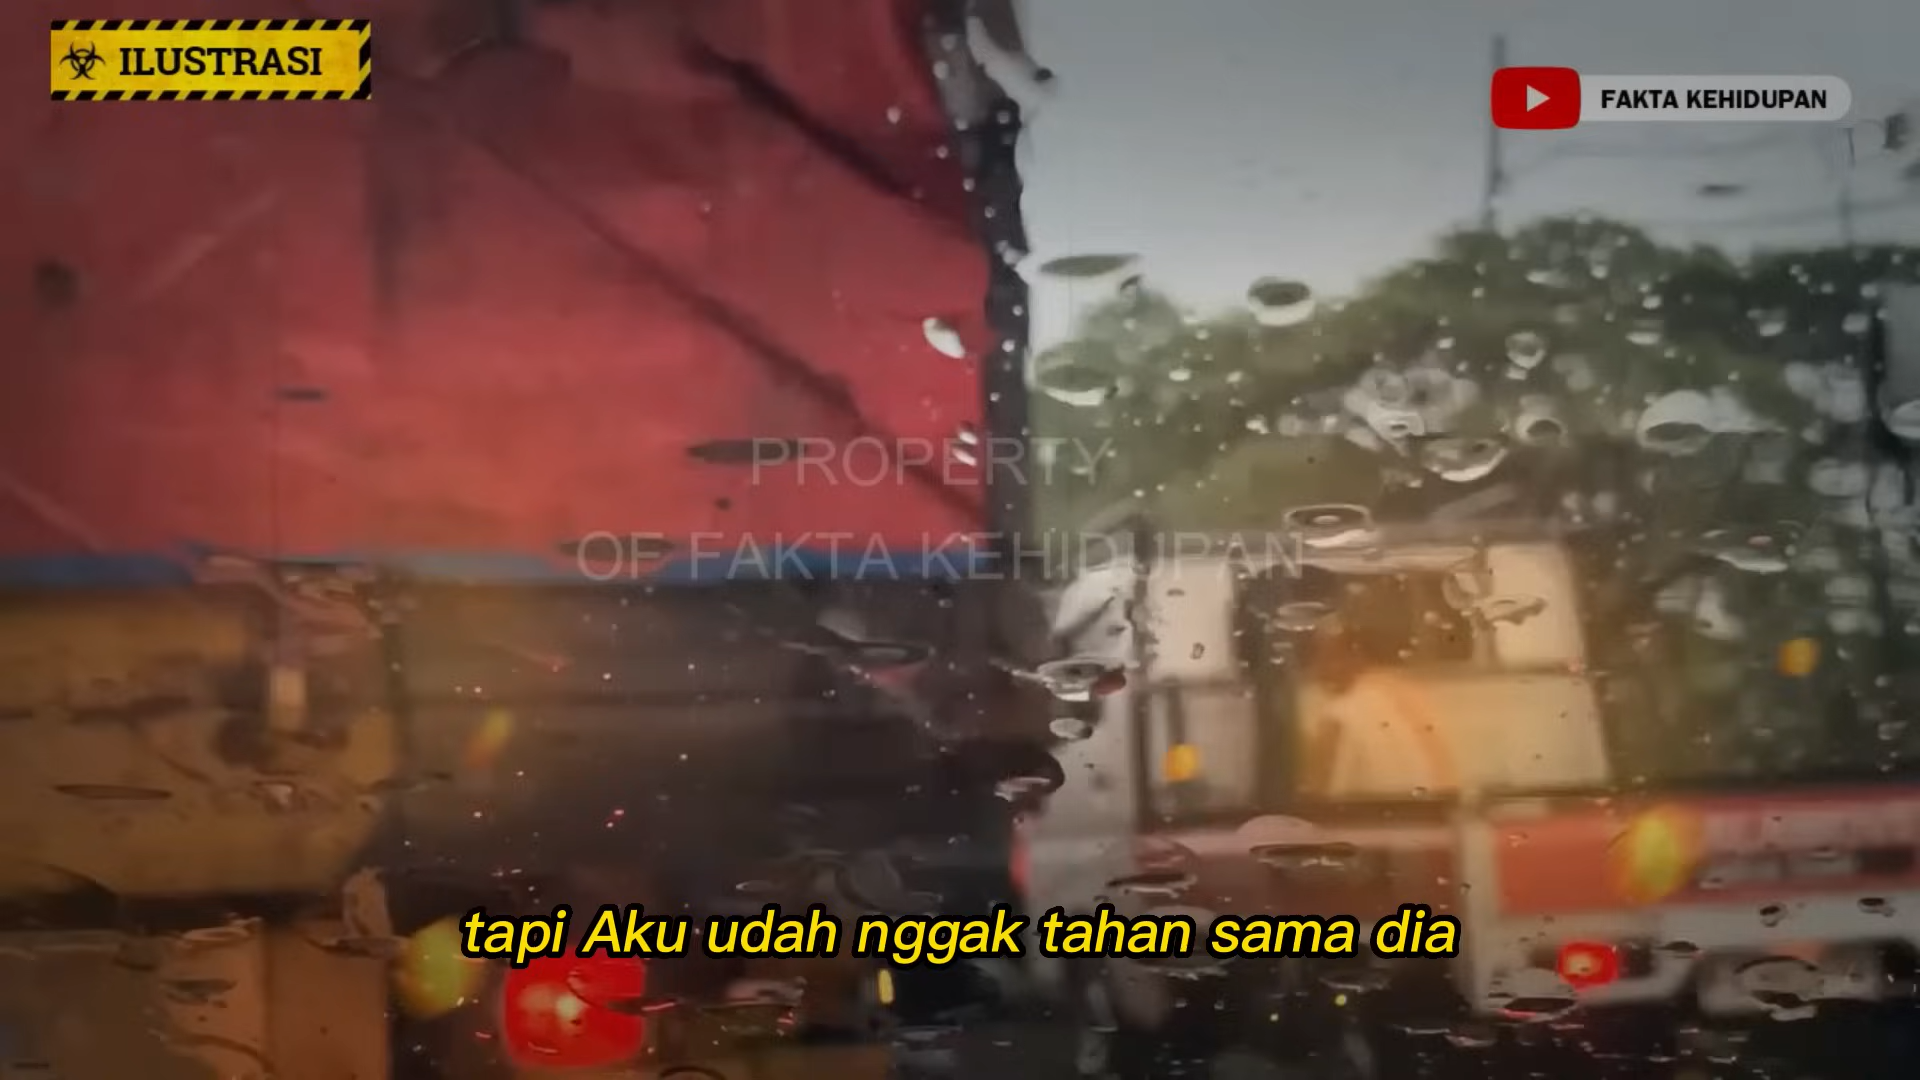 ILUSTRASI
FAKTA KEHIDUPAN
PROPERTY
OF FAKTA KEHIDUPAN
tapi Aku udah nggak tahan sama dia